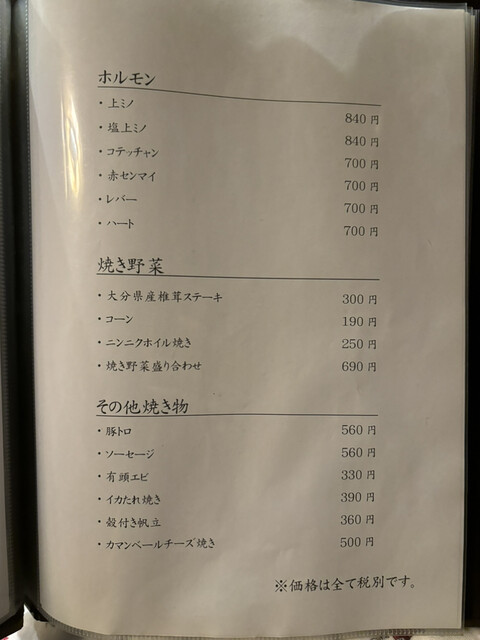 ホルモン
・上ミノ 840 円
・塩上ミノ 840 円
・コテッチャン 700 円
・赤センマイ 700 円
・レバー 700 円
・ハート 700 円
焼き野菜
・大分県産椎茸ステーキ 300 円
・コーン 190 円
・ニンニクホイル焼き 250 円
・焼き野菜盛り合わせ 690 円
その他焼き物
・豚トロ 560 円
・ソーセージ 560 円
・有頭エビ 330 円
・イカたれ焼き 390 円
・殻付き帆立 360 円
・カマンベールチーズ焼き 500 円
※価格は全て税別です。